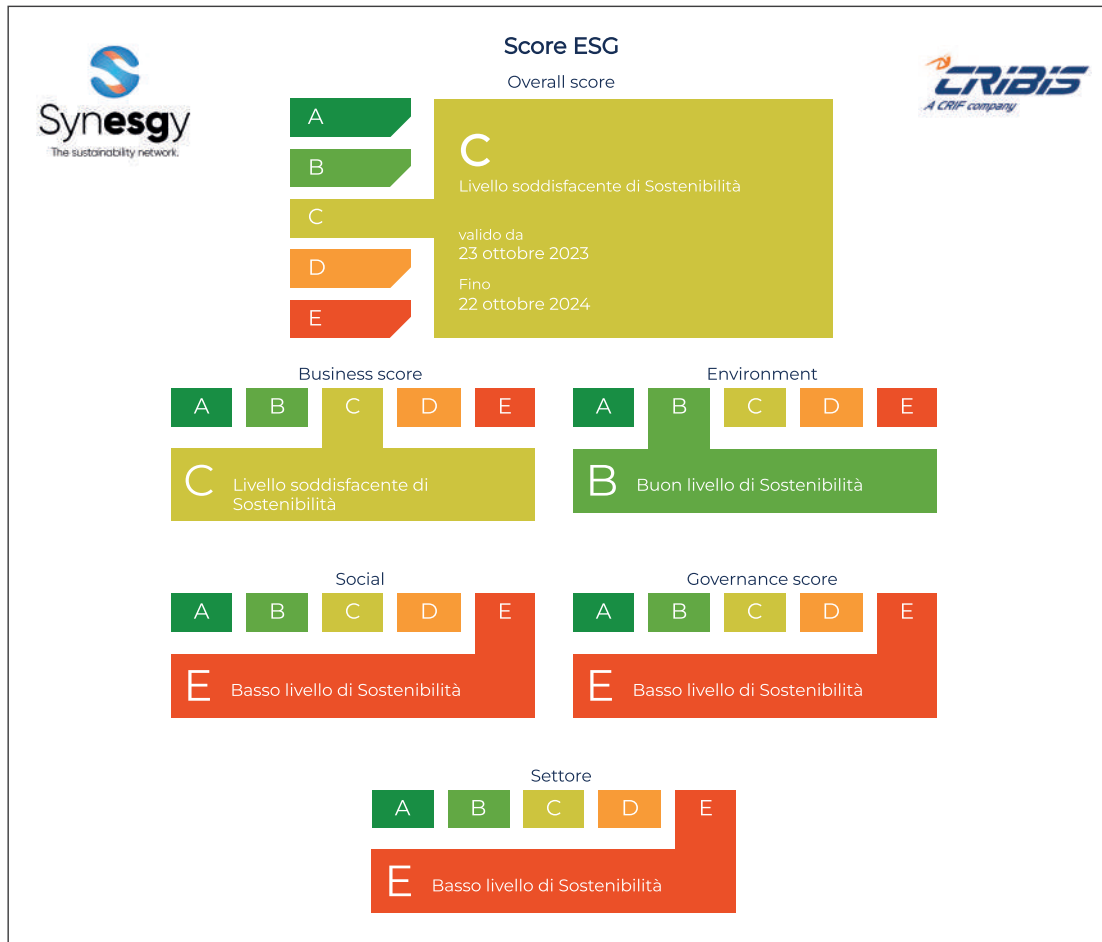 Score ESG
Synesgy
The sustainability network.
CRIBIS
A CRIF company
Overall score
A
B
C
D
E
C
Livello soddisfacente di Sostenibilità
valido da
23 ottobre 2023
Fino
22 ottobre 2024
Business score
A B C D E
C Livello soddisfacente di
Sostenibilità
Environment
A B C D E
B Buon livello di Sostenibilità
Social
A B C D E
E Basso livello di Sostenibilità
Governance score
A B C D E
E Basso livello di Sostenibilità
Settore
A B C D E
E Basso livello di Sostenibilità